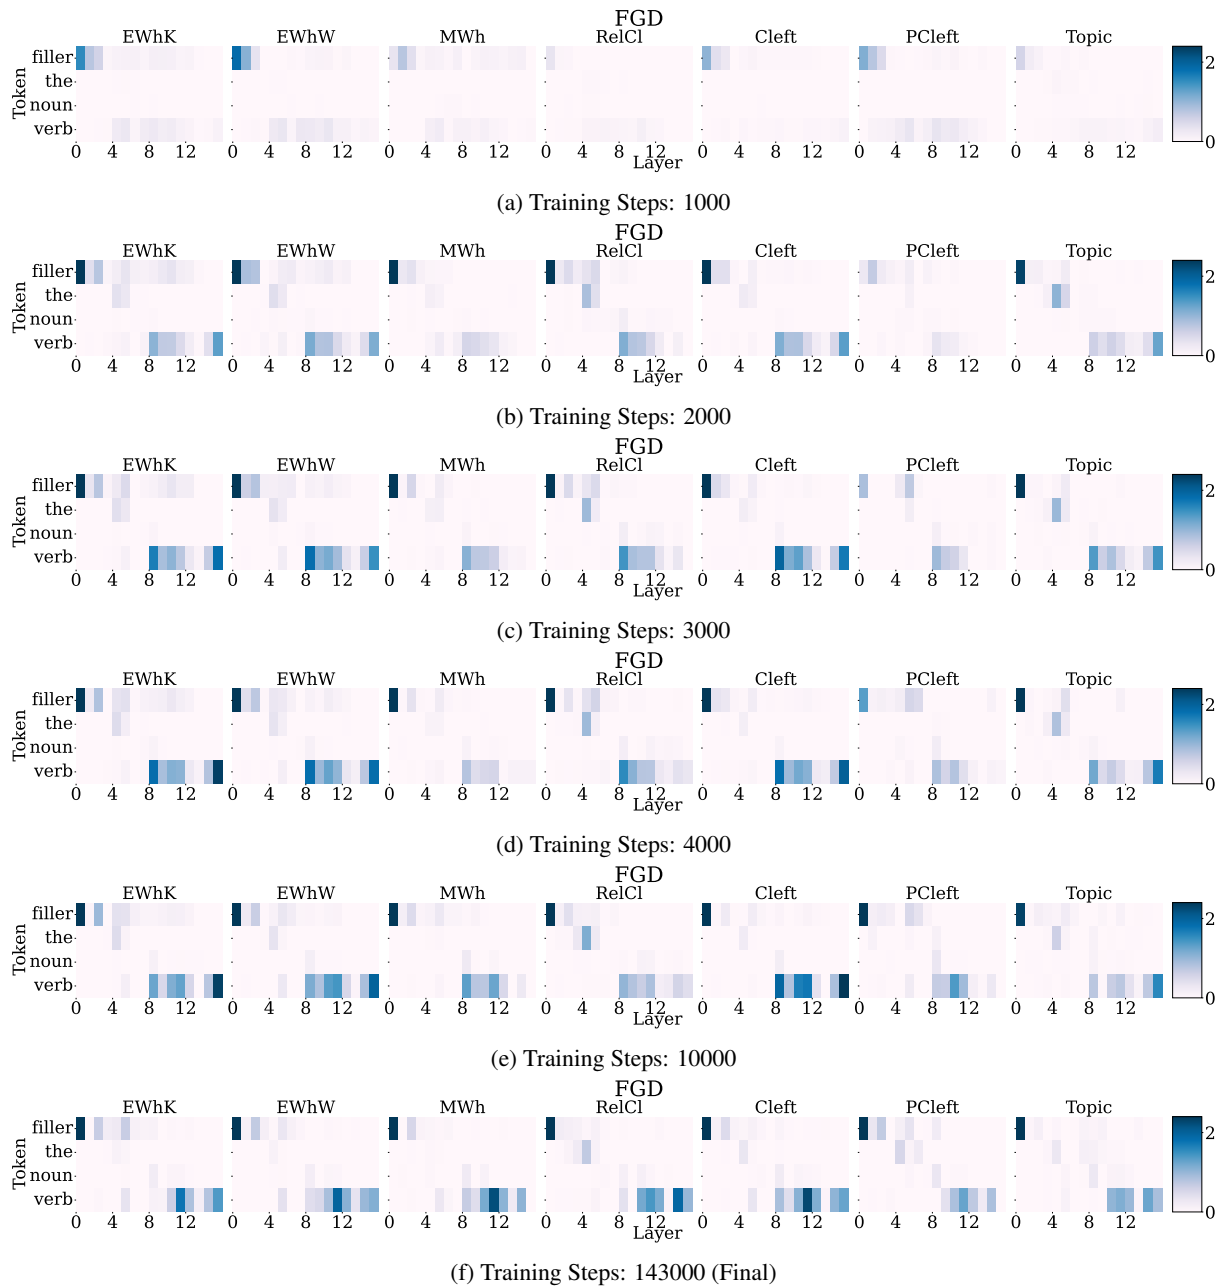 FGD
EWhK EWhW MWh RelCl Cleft PCleft Topic
Token
filler
the
noun
verb
2
0
0 4 8 12 0 4 8 12 0 4 8 12 0 4 8 12 0 4 8 12 0 4 8 12 0 4 8 12
Layer
(a) Training Steps: 1000
FGD
EWhK EWhW MWh RelCl Cleft PCleft Topic
Token
filler
the
noun
verb
2
0
0 4 8 12 0 4 8 12 0 4 8 12 0 4 8 12 0 4 8 12 0 4 8 12 0 4 8 12
Layer
(b) Training Steps: 2000
FGD
EWhK EWhW MWh RelCl Cleft PCleft Topic
Token
filler
the
noun
verb
2
0
0 4 8 12 0 4 8 12 0 4 8 12 0 4 8 12 0 4 8 12 0 4 8 12 0 4 8 12
Layer
(c) Training Steps: 3000
FGD
EWhK EWhW MWh RelCl Cleft PCleft Topic
Token
filler
the
noun
verb
2
0
0 4 8 12 0 4 8 12 0 4 8 12 0 4 8 12 0 4 8 12 0 4 8 12 0 4 8 12
Layer
(d) Training Steps: 4000
FGD
EWhK EWhW MWh RelCl Cleft PCleft Topic
Token
filler
the
noun
verb
2
0
0 4 8 12 0 4 8 12 0 4 8 12 0 4 8 12 0 4 8 12 0 4 8 12 0 4 8 12
Layer
(e) Training Steps: 10000
FGD
EWhK EWhW MWh RelCl Cleft PCleft Topic
Token
filler
the
noun
verb
2
0
0 4 8 12 0 4 8 12 0 4 8 12 0 4 8 12 0 4 8 12 0 4 8 12 0 4 8 12
Layer
(f) Training Steps: 143000 (Final)